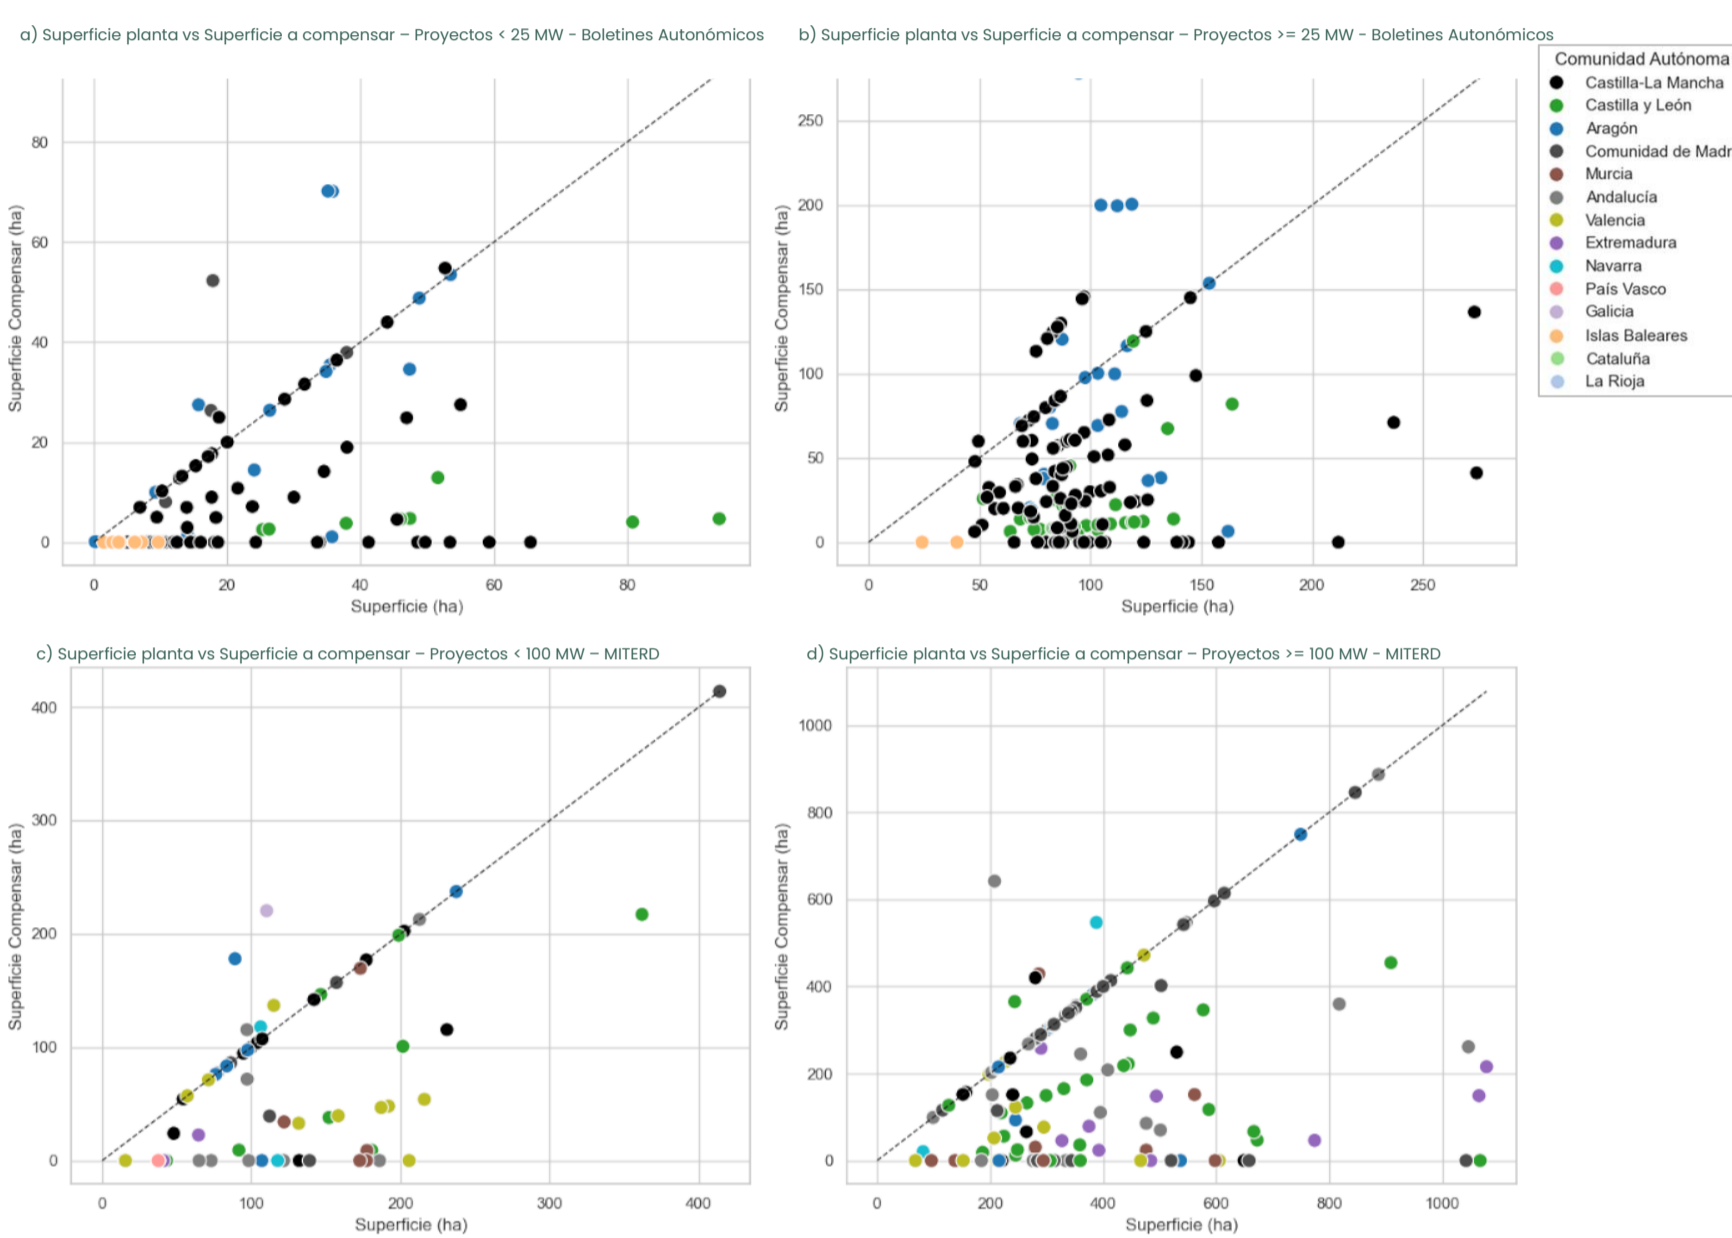 a) Superficie planta vs Superficie a compensar – Proyectos < 25 MW - Boletines Autonómicos
b) Superficie planta vs Superficie a compensar – Proyectos >= 25 MW - Boletines Autonómicos
Superficie Compensar (ha)
80
60
40
20
0
0 20 40 60 80
Superficie (ha)
Superficie Compensar (ha)
250
200
150
100
50
0
0 50 100 150 200 250
Superficie (ha)
Comunidad Autónoma
Castilla-La Mancha
Castilla y León
Aragón
Comunidad de Madr
Murcia
Andalucía
Valencia
Extremadura
Navarra
País Vasco
Galicia
Islas Baleares
Cataluña
La Rioja
c) Superficie planta vs Superficie a compensar – Proyectos < 100 MW – MITERD
d) Superficie planta vs Superficie a compensar – Proyectos >= 100 MW - MITERD
Superficie Compensar (ha)
400
300
200
100
0
0 100 200 300 400
Superficie (ha)
Superficie Compensar (ha)
1000
800
600
400
200
0
0 200 400 600 800 1000
Superficie (ha)